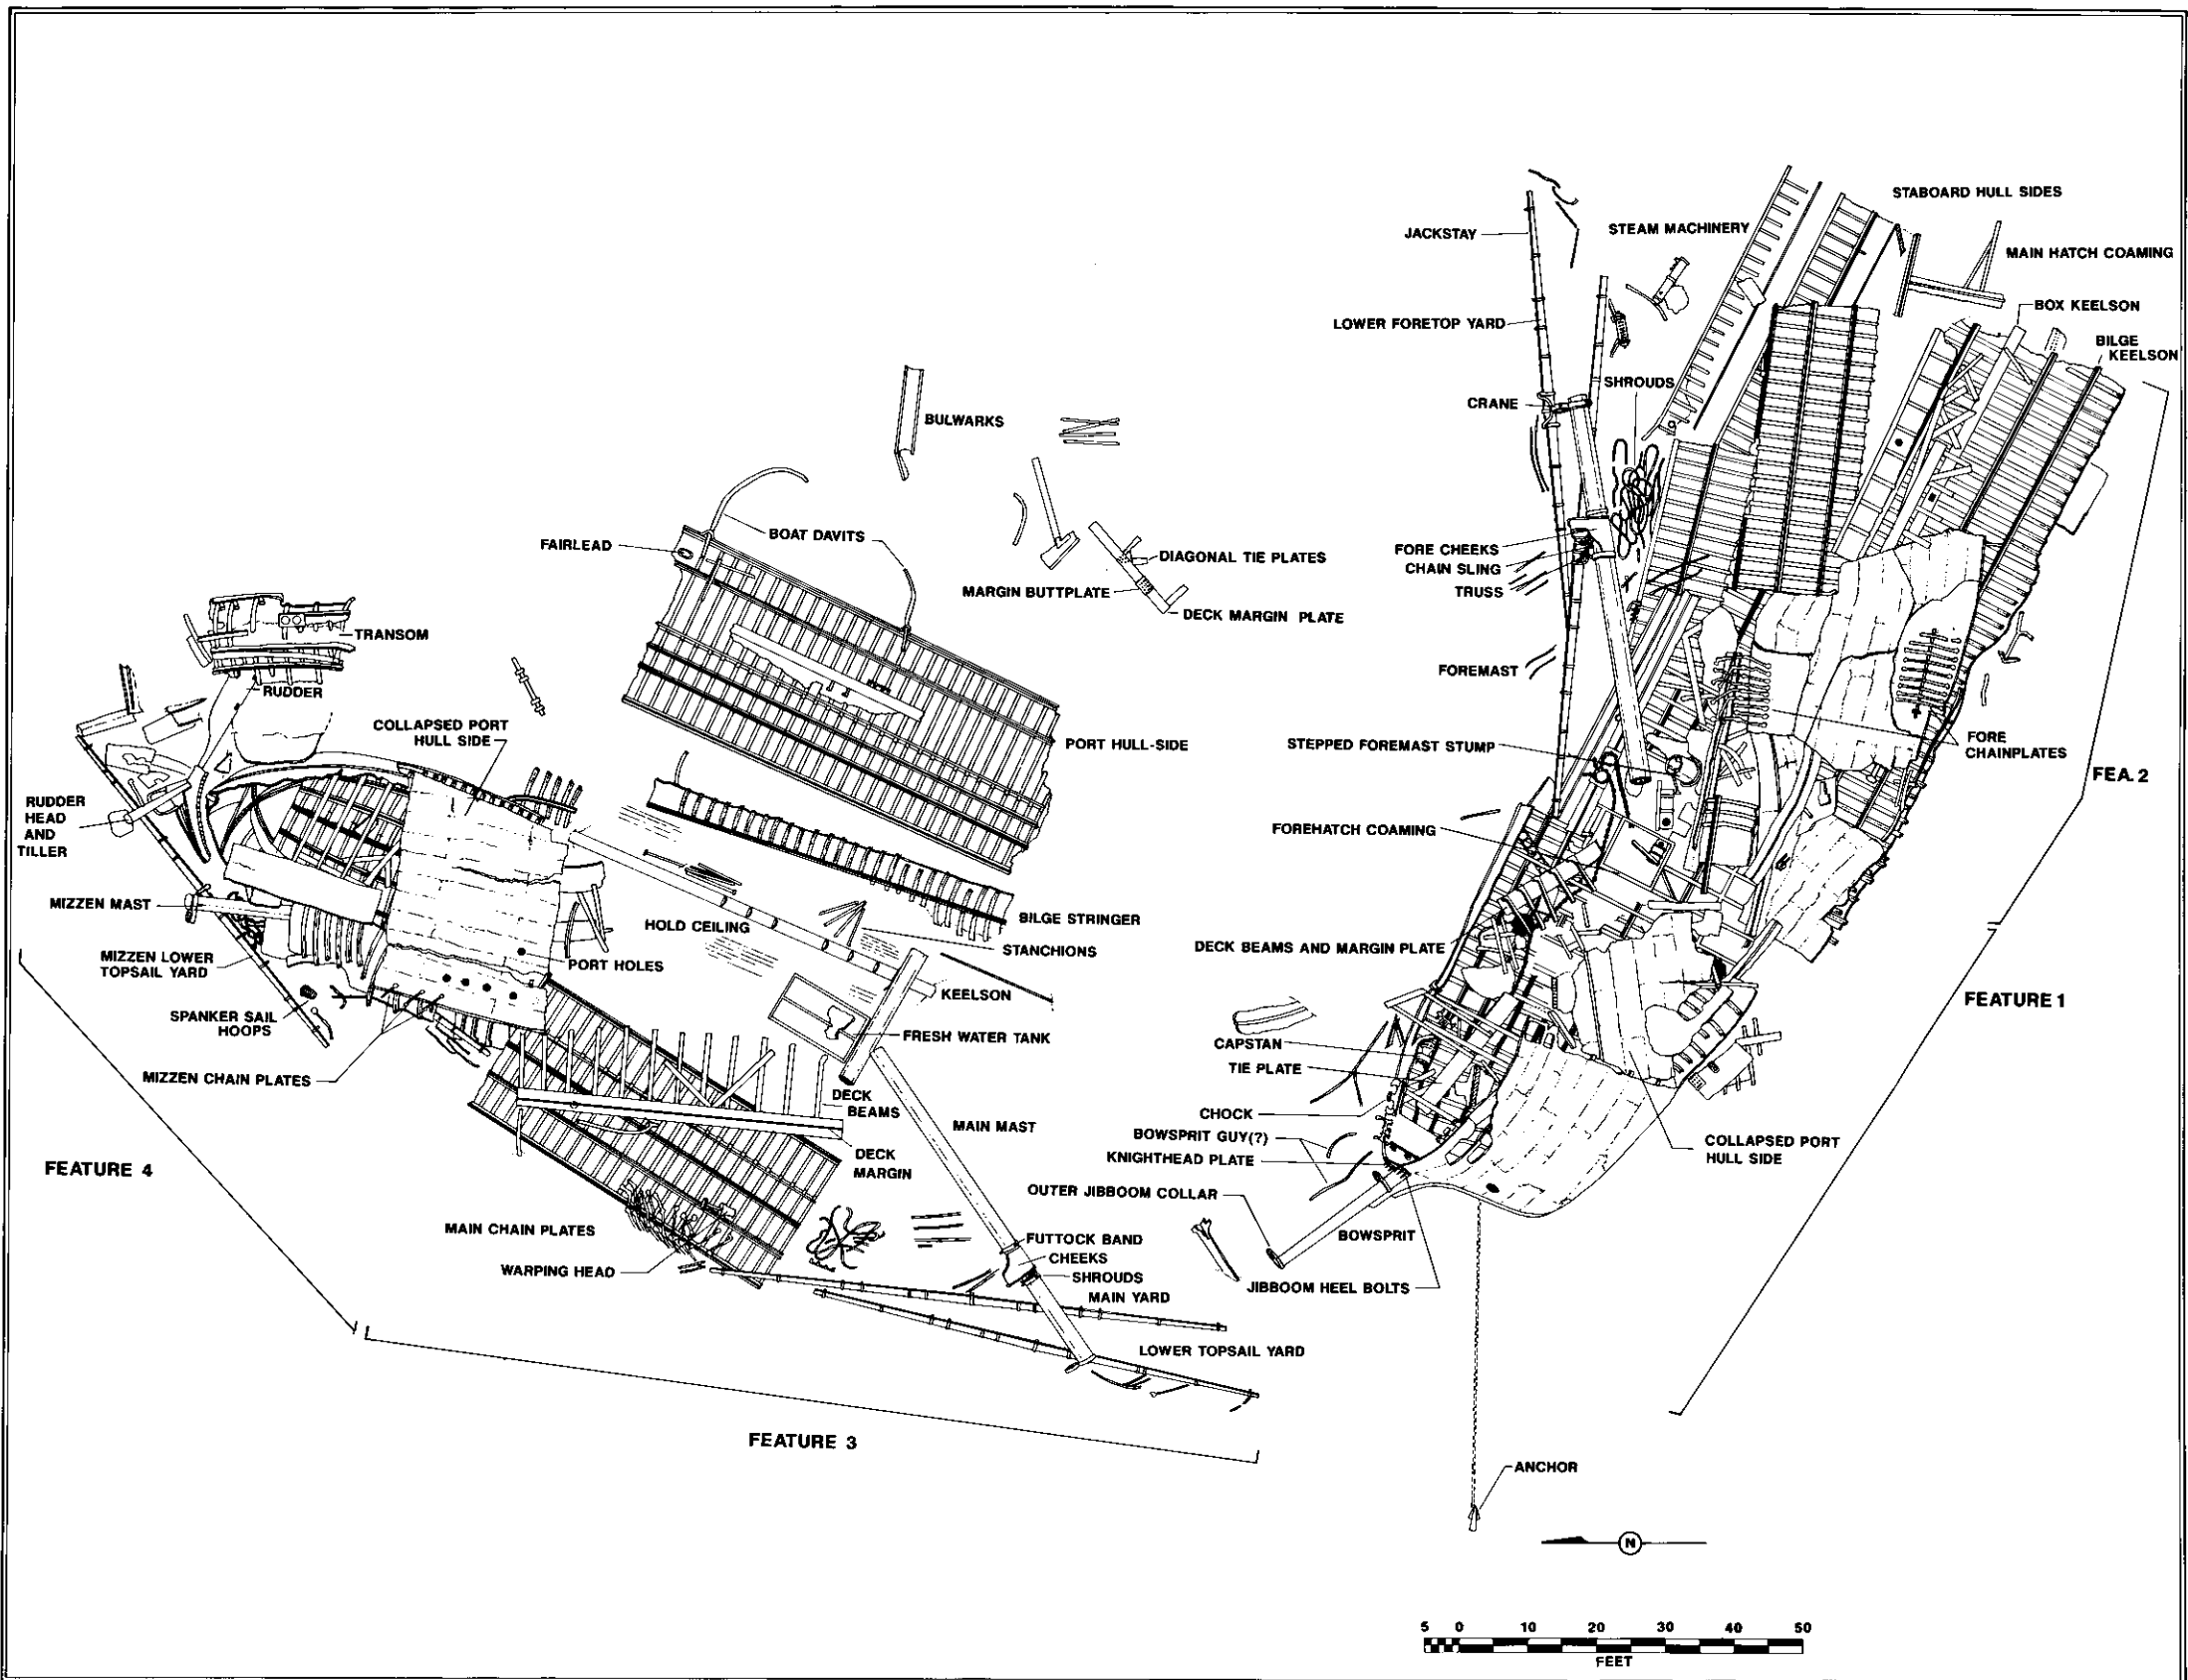 STABOARD HULL SIDES
JACKSTAY
STEAM MACHINERY
MAIN HATCH COAMING
BOX KEELSON
LOWER FORETOP YARD
BILGE
KEELSON
SHROUDS
CRANE
BULWARKS
BOAT DAVITS
FAIRLEAD
DIAGONAL TIE PLATES
MARGIN BUTTPLATE
DECK MARGIN PLATE
FORE CHEEKS
CHAIN SLING
TRUSS
TRANSOM
RUDDER
FOREMAST
COLLAPSED PORT
HULL SIDE
PORT HULL-SIDE
STEPPED FOREMAST STUMP
FORE
CHAINPLATES
FEA. 2
RUDDER
HEAD
AND
TILLER
FOREHATCH COAMING
MIZZEN MAST
HOLD CEILING
BILGE STRINGER
STANCHIONS
DECK BEAMS AND MARGIN PLATE
MIZZEN LOWER
TOPSAIL YARD
PORT HOLES
KEELSON
FEATURE 1
SPANKER SAIL
HOOPS
FRESH WATER TANK
CAPSTAN
TIE PLATE
MIZZEN CHAIN PLATES
DECK
BEAMS
MAIN MAST
CHOCK
BOWSPRIT GUY(?)
KNIGHTHEAD PLATE
COLLAPSED PORT
HULL SIDE
FEATURE 4
DECK
MARGIN
OUTER JIBBOOM COLLAR
MAIN CHAIN PLATES
FUTTOCK BAND
CHEEKS
BOWSPRIT
WARPING HEAD
SHROUDS
MAIN YARD
JIBBOOM HEEL BOLTS
LOWER TOPSAIL YARD
FEATURE 3
ANCHOR
N
5 0 10 20 30 40 50
FEET